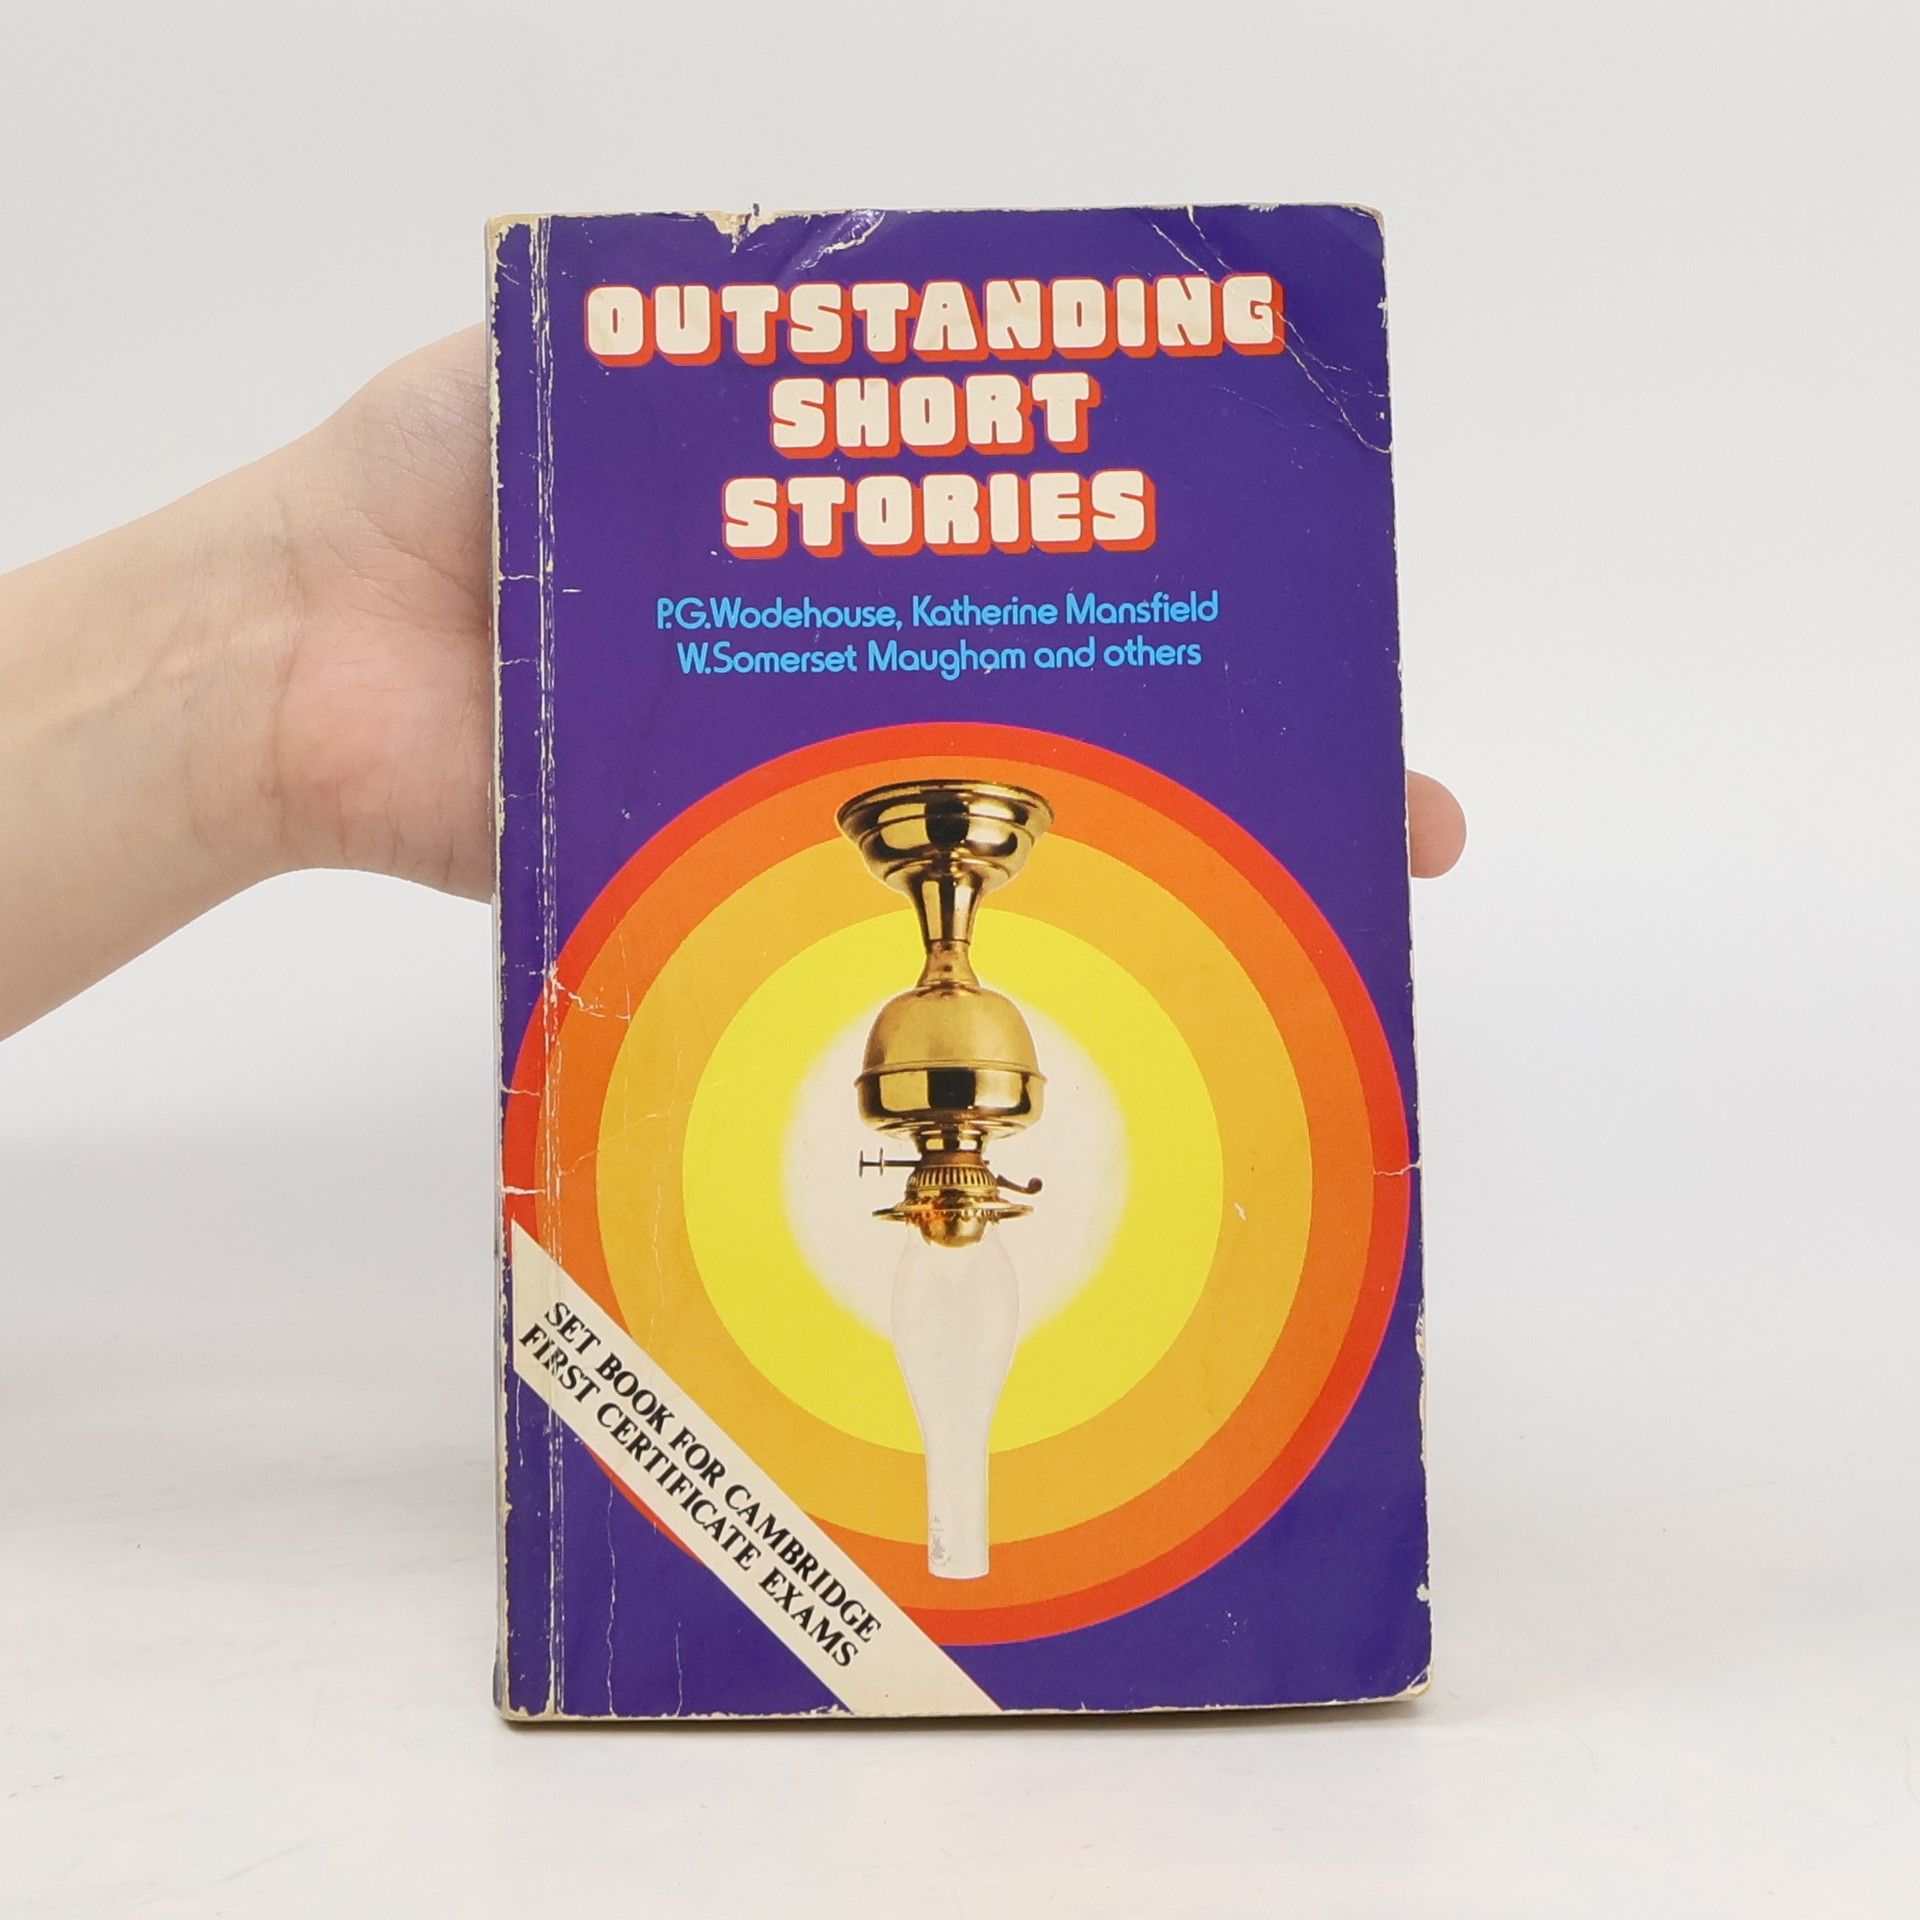 OUTSTANDING
SHORT
STORIES
P.G.Wodehouse, Katherine Mansfield
W.Somerset Maugham and others
SET BOOK FOR CAMBRIDGE
FIRST CERTIFICATE EXAMS